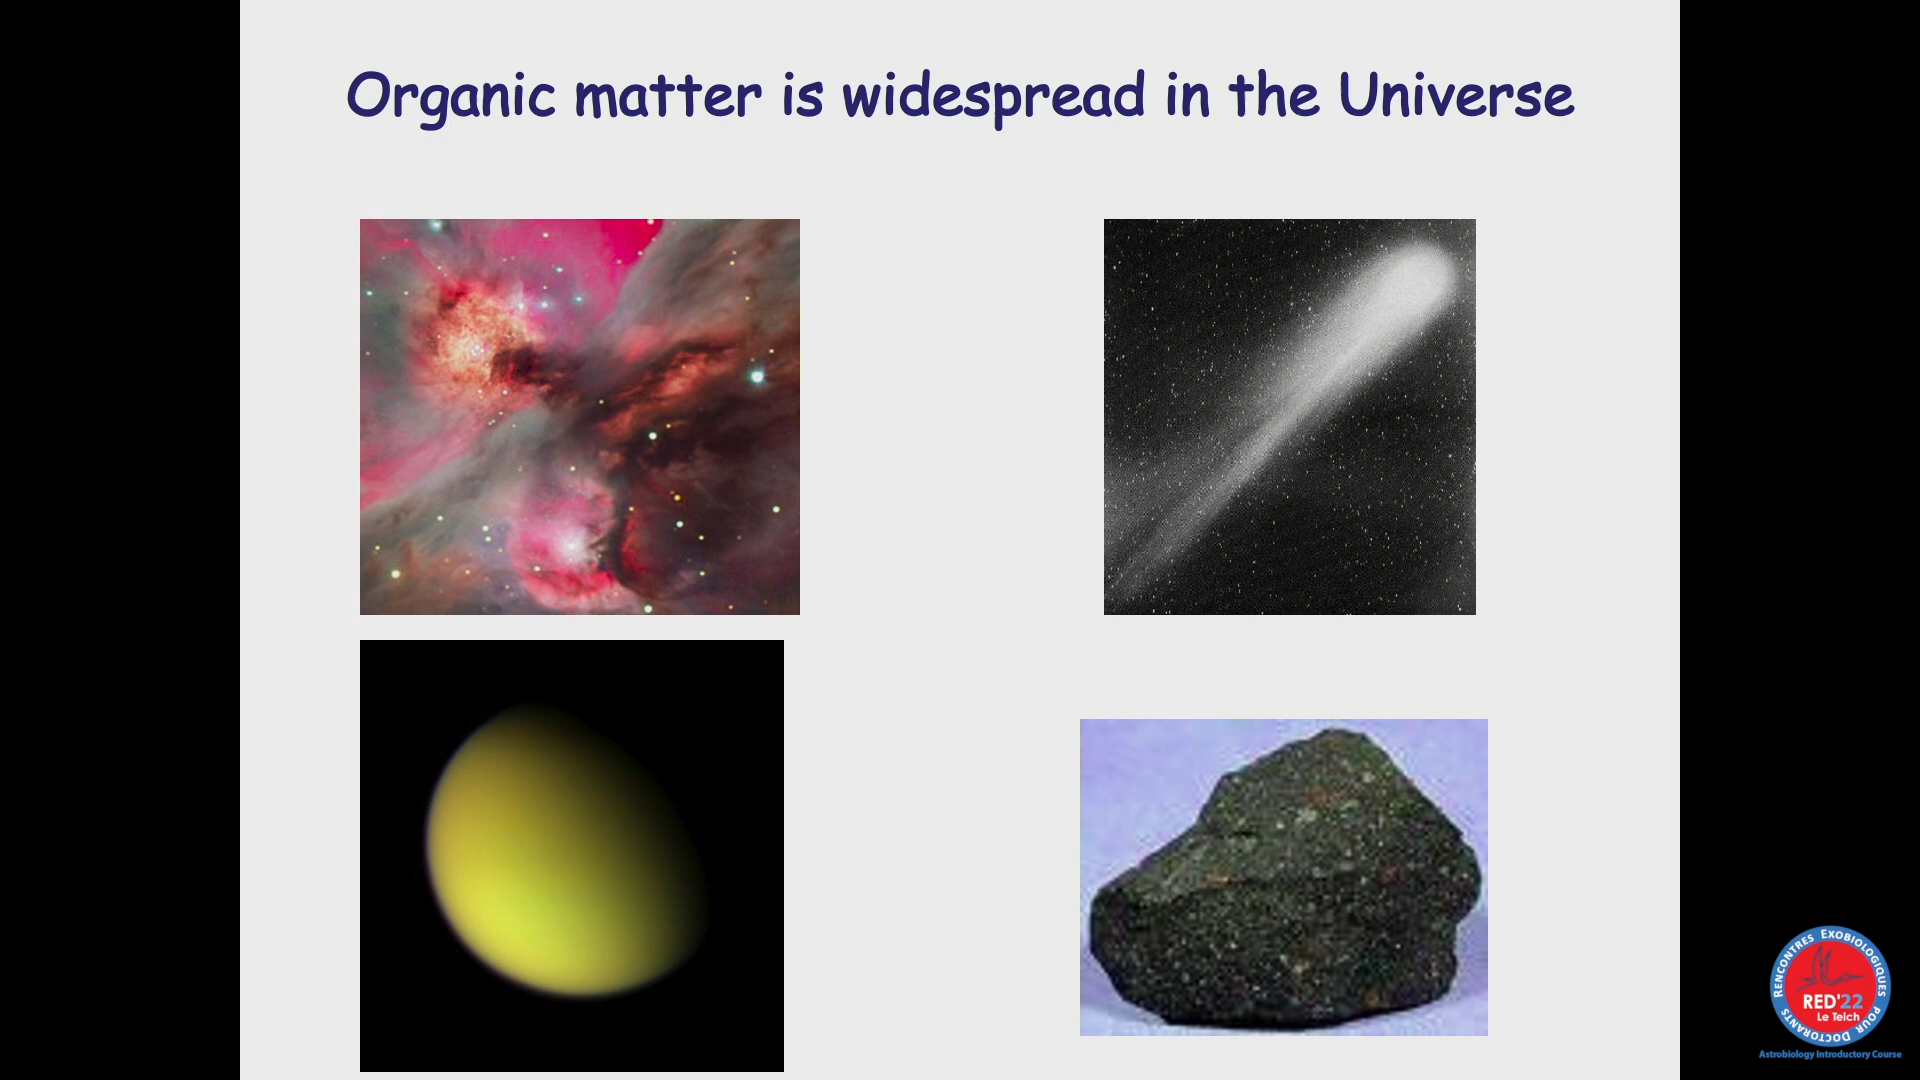 Organic matter is widespread in the Universe
RENCONTRES EXOBIOLOGIQUES POUR DOCTORANTS
RED'22
Le Teich
Astrobiology Introductory Course